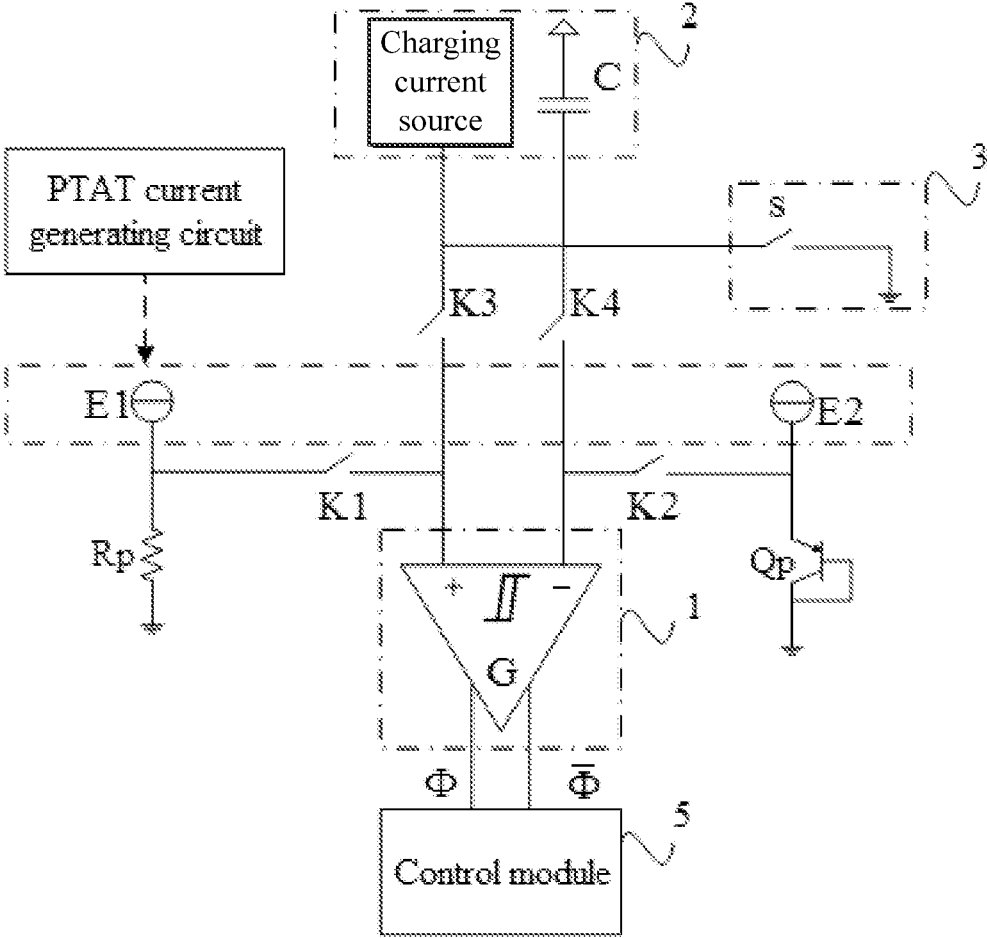 2
Charging
current
source
C
3
PTAT current
generating circuit
s
K3
K4
E1
E2
K1
K2
Rp
Qp
+
−
1
G
Φ
Φ̅
5
Control module